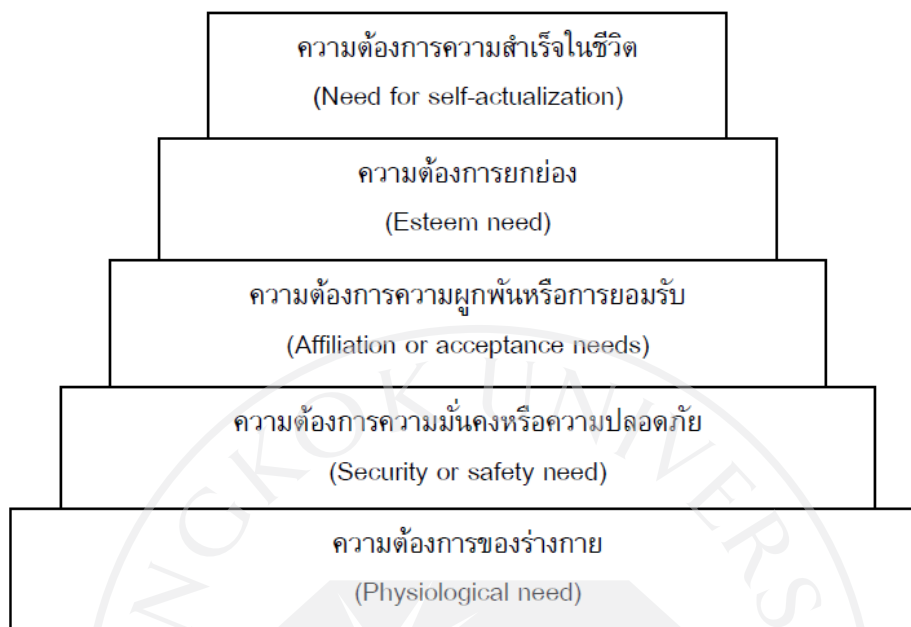 ความต้องการความสำเร็จในชีวิต
(Need for self-actualization)
ความต้องการยกย่อง
(Esteem need)
ความต้องการความผูกพันหรือการยอมรับ
(Affiliation or acceptance needs)
ความต้องการความมั่นคงหรือความปลอดภัย
(Security or safety need)
ความต้องการของร่างกาย
(Physiological need)
NGKOK UNIVERS